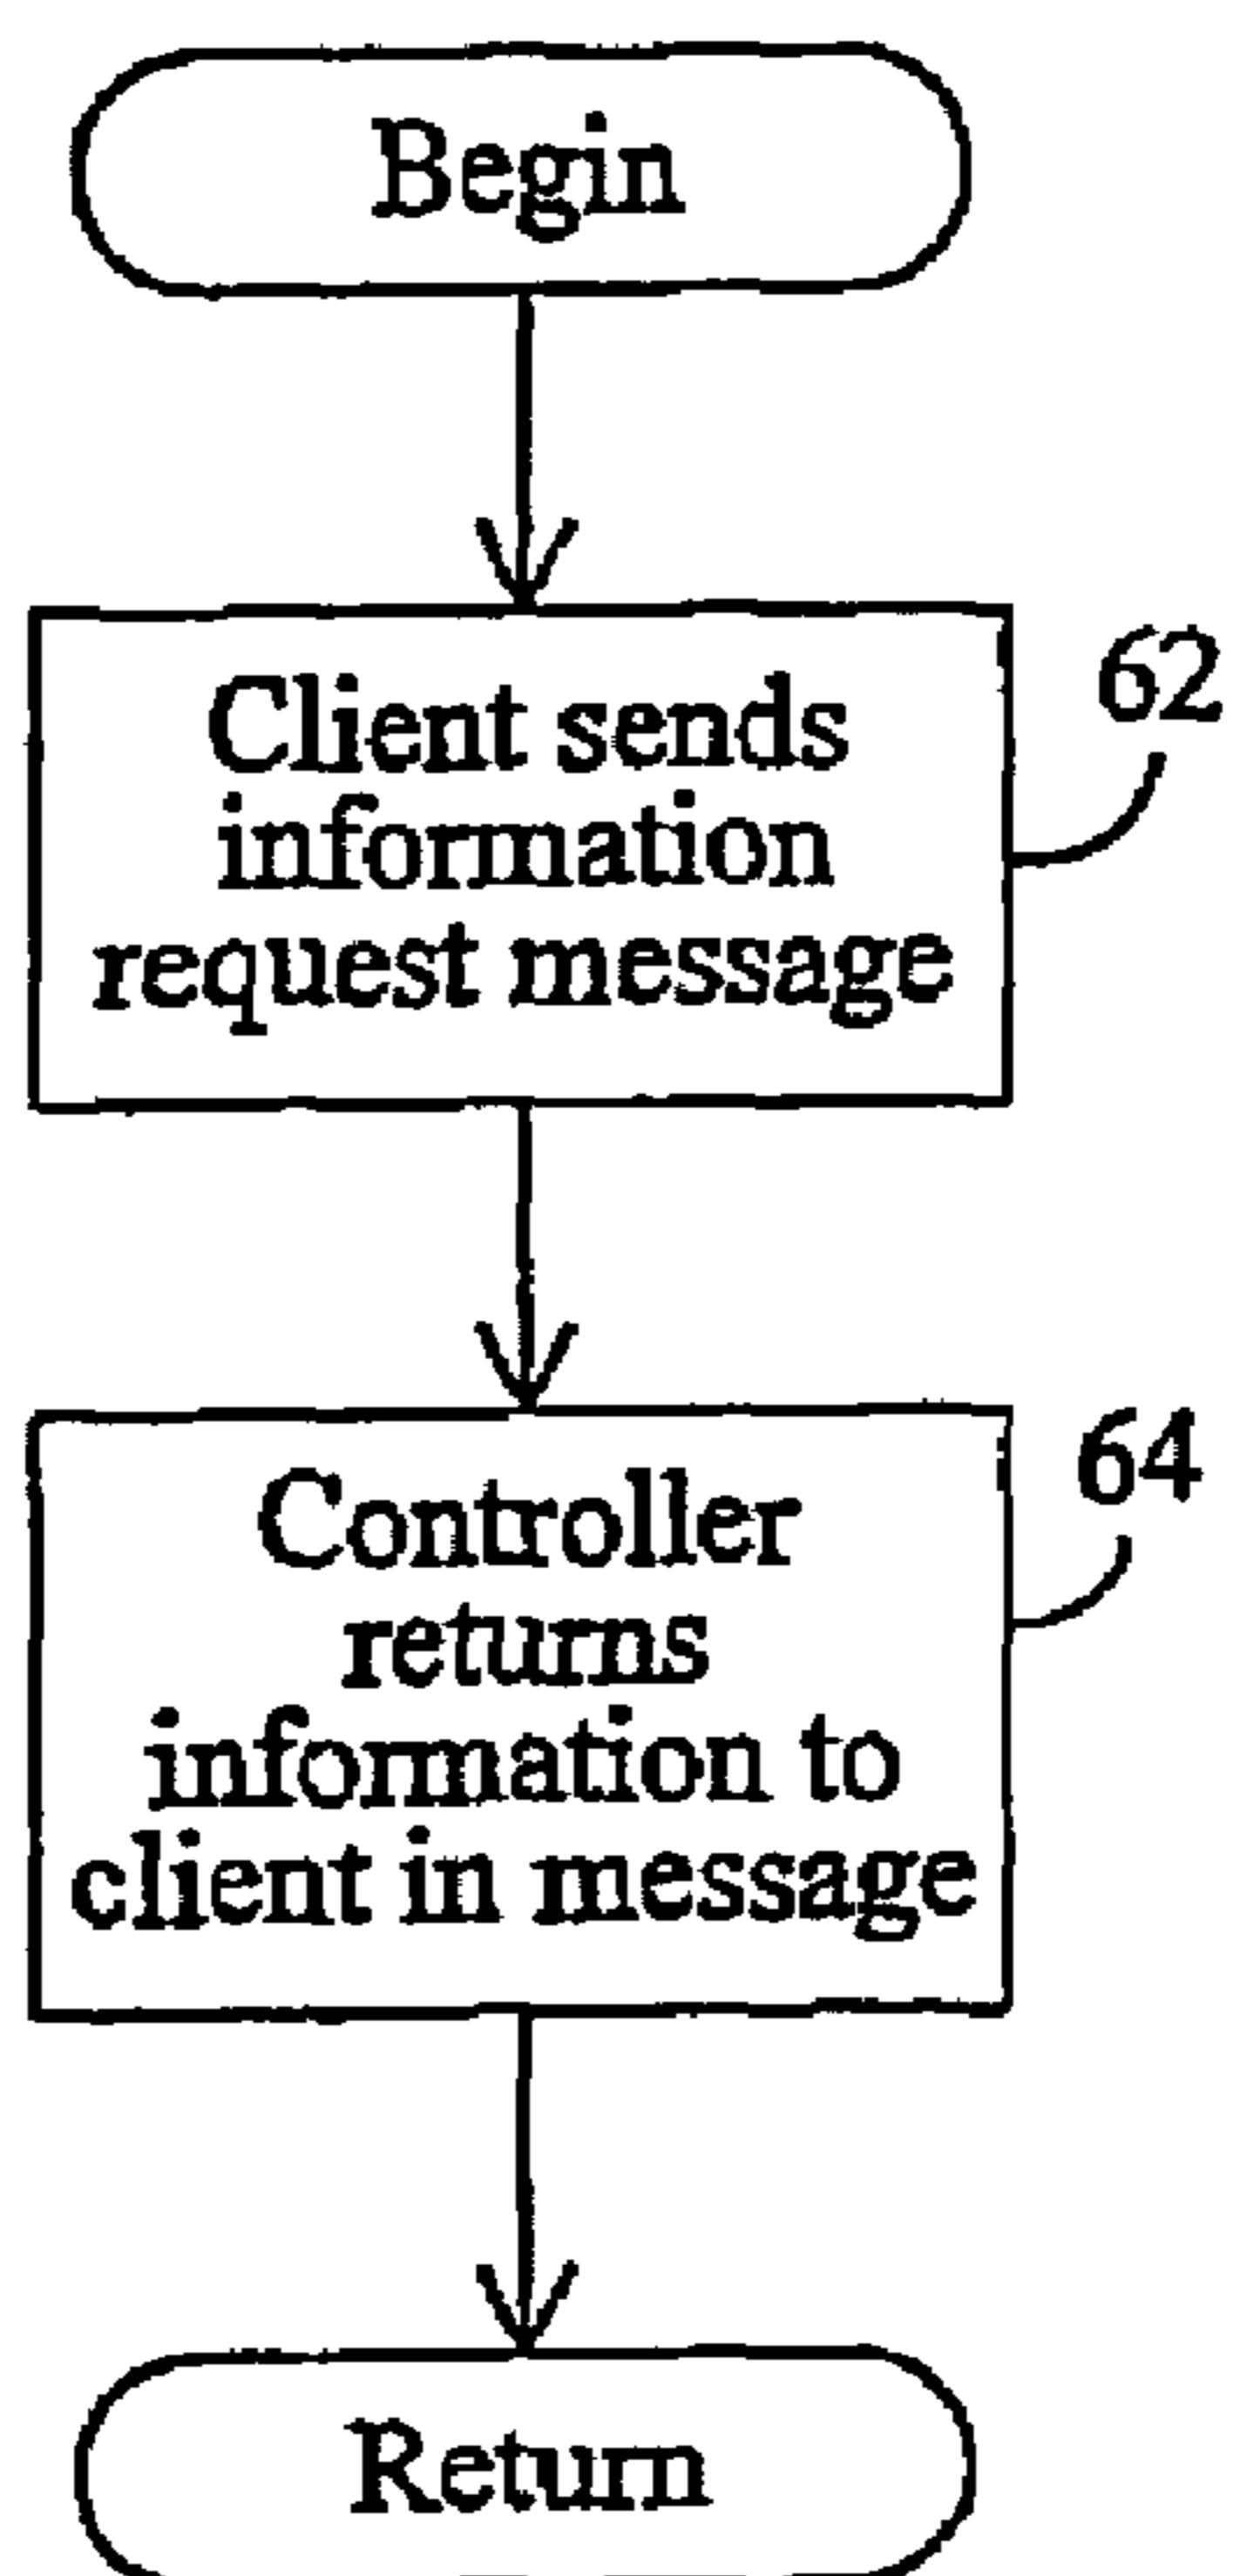 Begin
Client sends
information
request message
62
Controller
returns
information to
client in message
64
Return